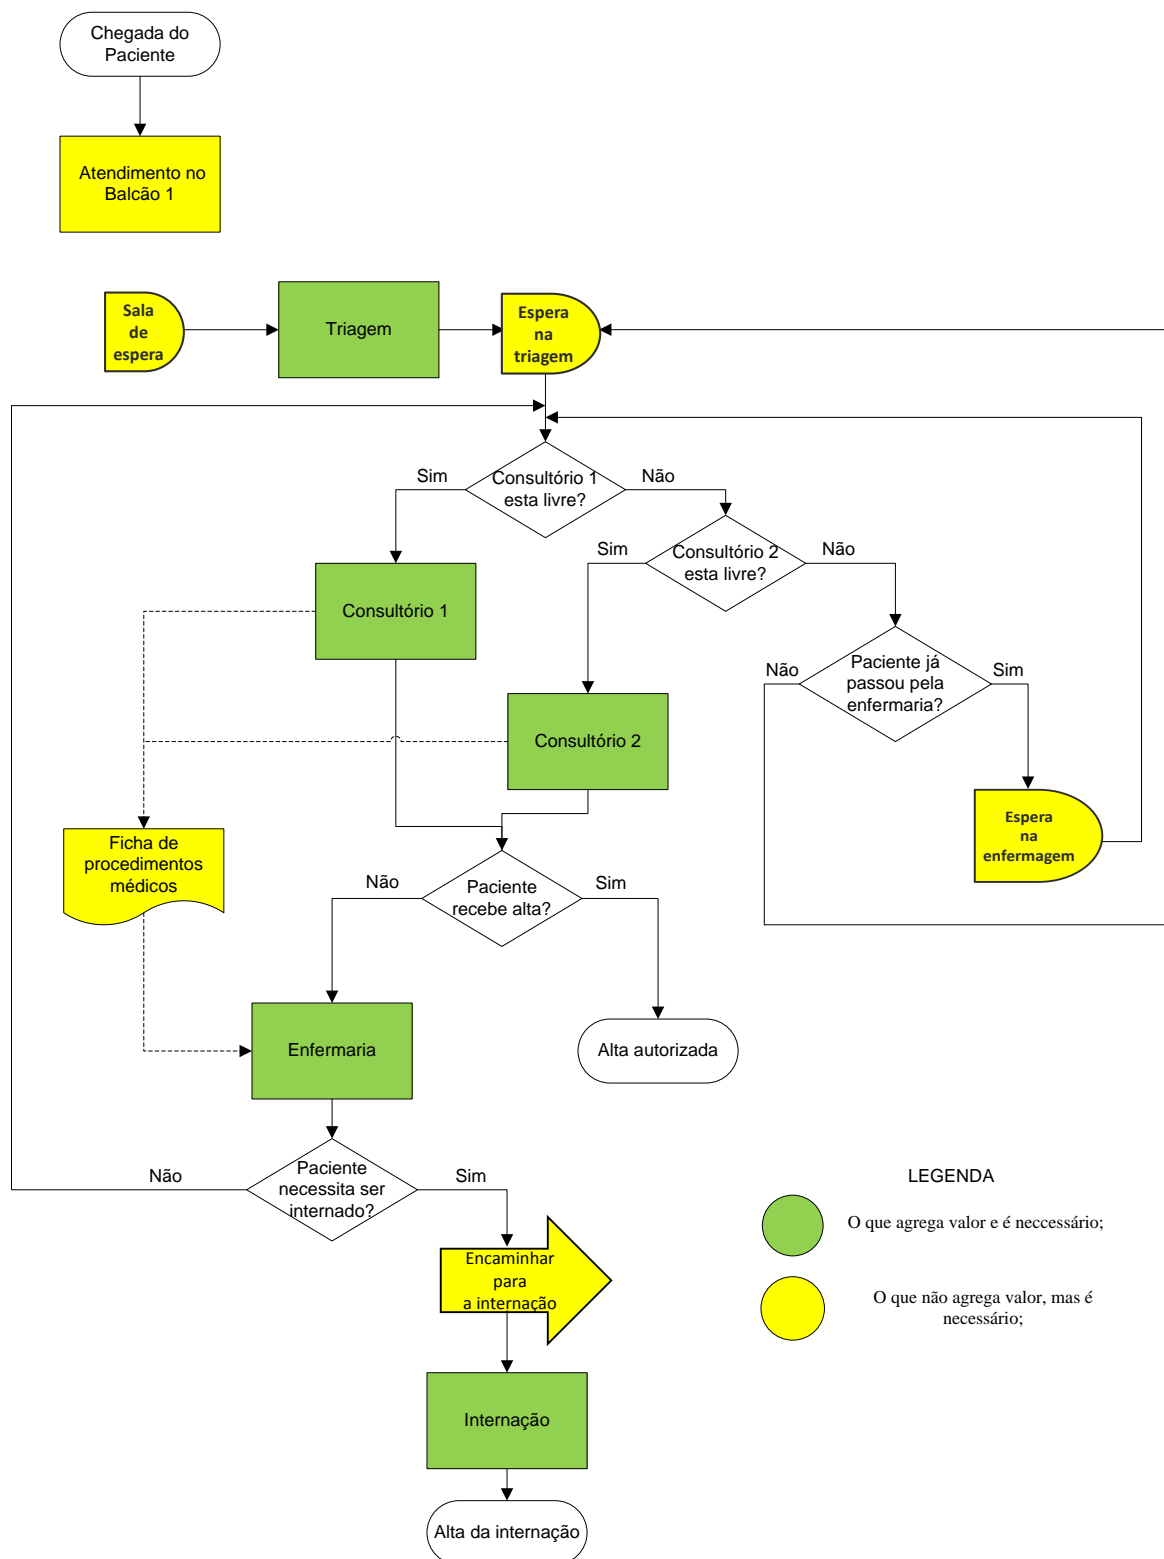 Chegada do
Paciente
Atendimento no
Balcão 1
Sala
de
espera
Triagem
Espera
na
triagem
Sim
Consultório 1
esta livre?
Não
Sim
Consultório 2
esta livre?
Não
Consultório 1
Não
Paciente já
passou pela
enfermaria?
Sim
Consultório 2
Espera
na
enfermagem
Ficha de
procedimentos
médicos
Não
Paciente
recebe alta?
Sim
Enfermaria
Alta autorizada
Não
Paciente
necessita ser
internado?
Sim
LEGENDA
O que agrega valor e é neccessário;
Encaminhar
para
a internação
O que não agrega valor, mas é
necessário;
Internação
Alta da internação